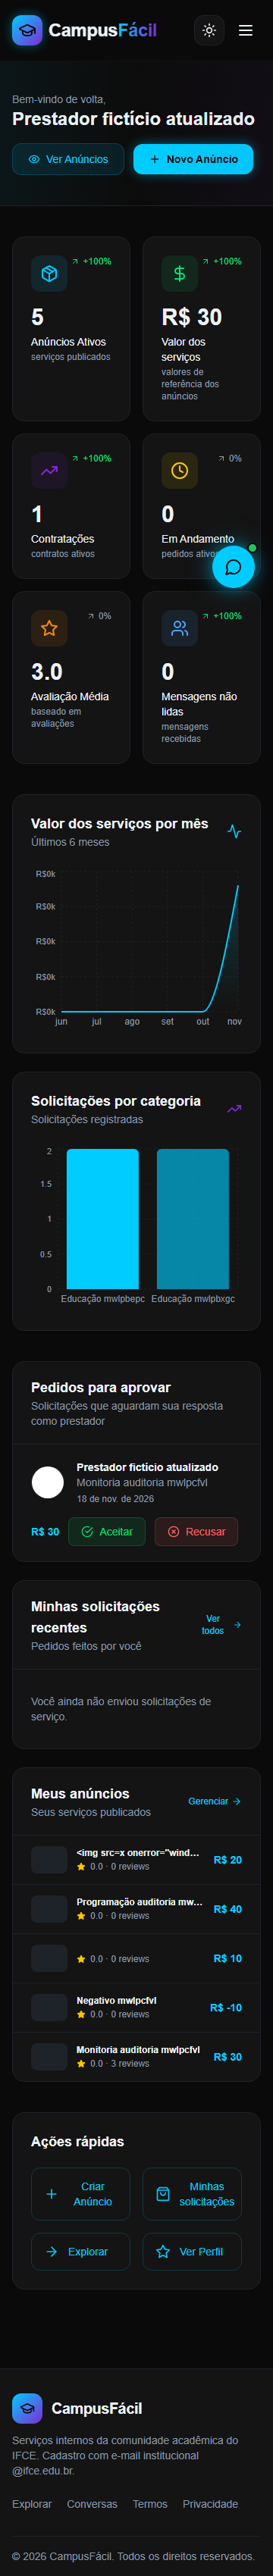 CampusFácil
Bem-vindo de volta,
Prestador fictício atualizado
Ver Anúncios
Novo Anúncio
+100%
5
Anúncios Ativos
serviços publicados
+100%
R$ 30
Valor dos
serviços
valores de
referência dos
anúncios
+100%
1
Contratações
contratos ativos
0%
0
Em Andamento
pedidos ativos
0%
3.0
Avaliação Média
baseado em
avaliações
+100%
0
Mensagens não
lidas
mensagens
recebidas
Valor dos serviços por mês
Últimos 6 meses
R$0k
R$0k
R$0k
R$0k
R$0k
jun jul ago set out nov
Solicitações por categoria
Solicitações registradas
2
1.5
1
0.5
0
Educação mwlpbepc Educação mwlpbxgc
Pedidos para aprovar
Solicitações que aguardam sua resposta
como prestador
Prestador fictício atualizado
Monitoria auditoria mwlpcfvl
18 de nov. de 2026
R$ 30 Aceitar Recusar
Minhas solicitações
recentes
Pedidos feitos por você
Ver
todos
Você ainda não enviou solicitações de
serviço.
Meus anúncios
Seus serviços publicados
Gerenciar
<img src=x onerror="wind...
0.0 · 0 reviews
R$ 20
Programação auditoria mw...
0.0 · 0 reviews
R$ 40
0.0 · 0 reviews
R$ 10
Negativo mwlpcfvl
0.0 · 0 reviews
R$ -10
Monitoria auditoria mwlpcfvl
0.0 · 3 reviews
R$ 30
Ações rápidas
Criar
Anúncio
Minhas
solicitações
Explorar
Ver Perfil
CampusFácil
Serviços internos da comunidade acadêmica do
IFCE. Cadastro com e-mail institucional
@ifce.edu.br.
Explorar Conversas Termos Privacidade
© 2026 CampusFácil. Todos os direitos reservados.